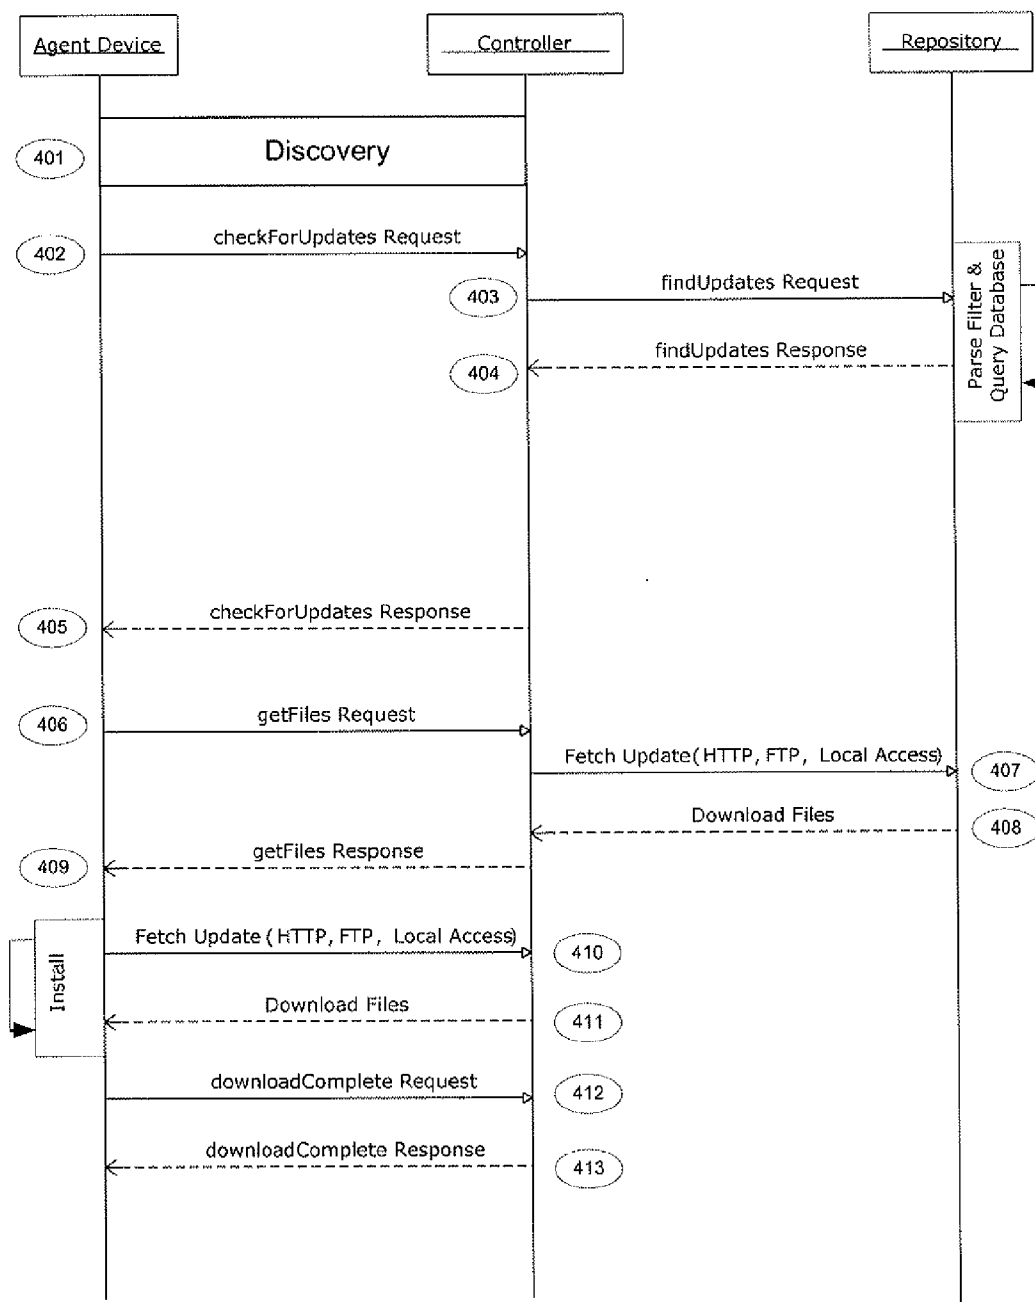 Agent Device
Controller
Repository
401
Discovery
402
checkForUpdates Request
403
findUpdates Request
Parse Filter &
Query Database
404
findUpdates Response
405
checkForUpdates Response
406
getFiles Request
Fetch Update(HTTP, FTP, Local Access)
407
Download Files
408
409
getFiles Response
Install
Fetch Update (HTTP, FTP, Local Access)
410
Download Files
411
downloadComplete Request
412
downloadComplete Response
413